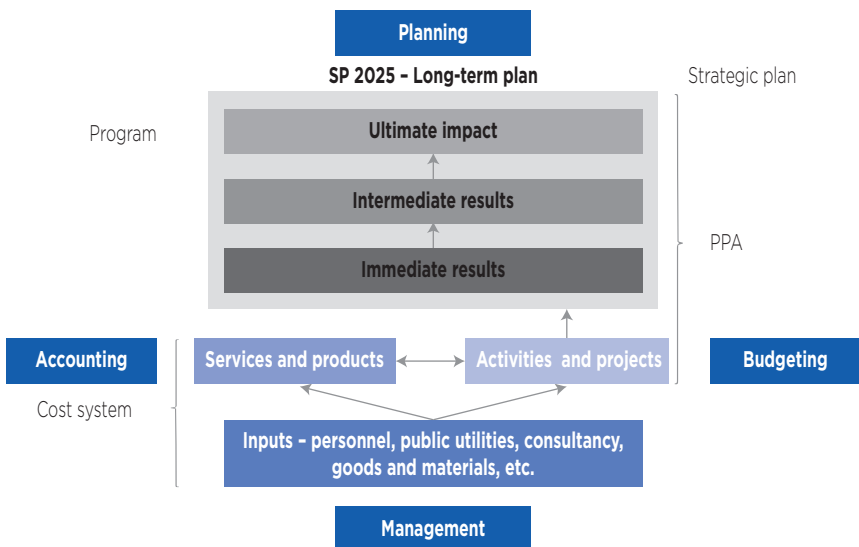 Planning
SP 2025 – Long-term plan
Strategic plan
Program
Ultimate impact
Intermediate results
Immediate results
PPA
Accounting
Services and products
Activities and projects
Budgeting
Cost system
Inputs – personnel, public utilities, consultancy,
goods and materials, etc.
Management